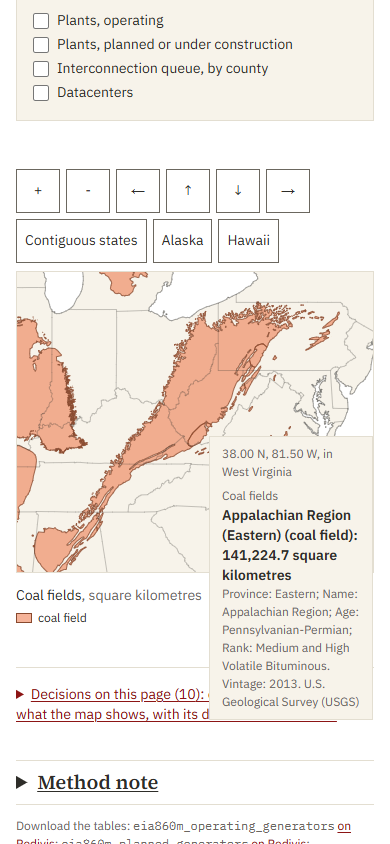 Plants, operating
Plants, planned or under construction
Interconnection queue, by county
Datacenters
+
-
←
↑
↓
→
Contiguous states
Alaska
Hawaii
38.00 N, 81.50 W, in
West Virginia
Coal fields
Appalachian Region
(Eastern) (coal field):
141,224.7 square
kilometres
Province: Eastern; Name:
Appalachian Region; Age:
Pennsylvanian-Permian;
Rank: Medium and High
Volatile Bituminous.
Vintage: 2013. U.S.
Geological Survey (USGS)
Coal fields, square kilometres
coal field
▶ Decisions on this page (10):
what the map shows, with its
▶ Method note
Download the tables: eia860m_operating_generators on
Redivis; eia860m_planned_generators on Redivis;